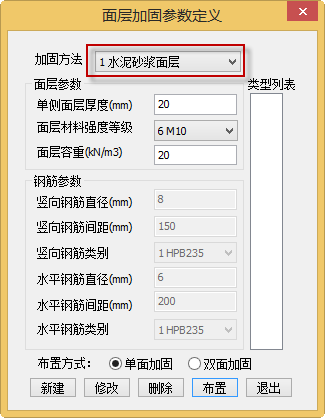 面层加固参数定义
加固方法 1 水泥砂浆面层
面层参数 类型列表
单侧面层厚度(mm) 20
面层材料强度等级 6 M10
面层容重(kN/m3) 20
钢筋参数
竖向钢筋直径(mm) 8
竖向钢筋间距(mm) 150
竖向钢筋类别 1 HPB235
水平钢筋直径(mm) 6
水平钢筋间距(mm) 200
水平钢筋类别 1 HPB235
布置方式: 单面加固 双面加固
新建 修改 删除 布置 退出